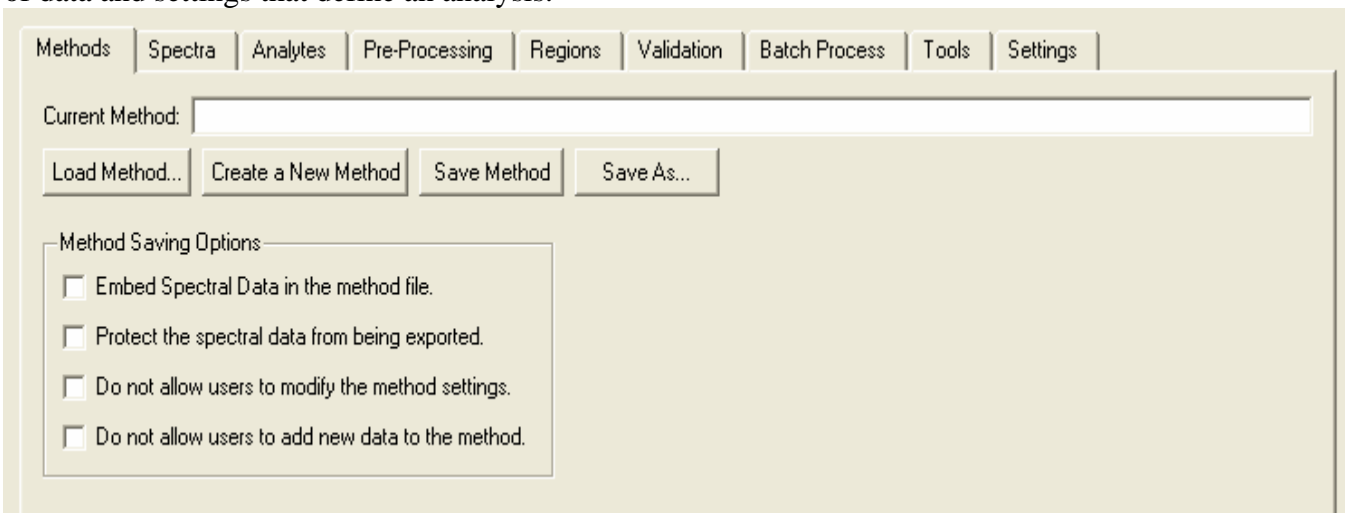 of data and settings that define an analysis.
Methods Spectra Analytes Pre-Processing Regions Validation Batch Process Tools Settings
Current Method:
Load Method... Create a New Method Save Method Save As...
Method Saving Options
Embed Spectral Data in the method file.
Protect the spectral data from being exported.
Do not allow users to modify the method settings.
Do not allow users to add new data to the method.